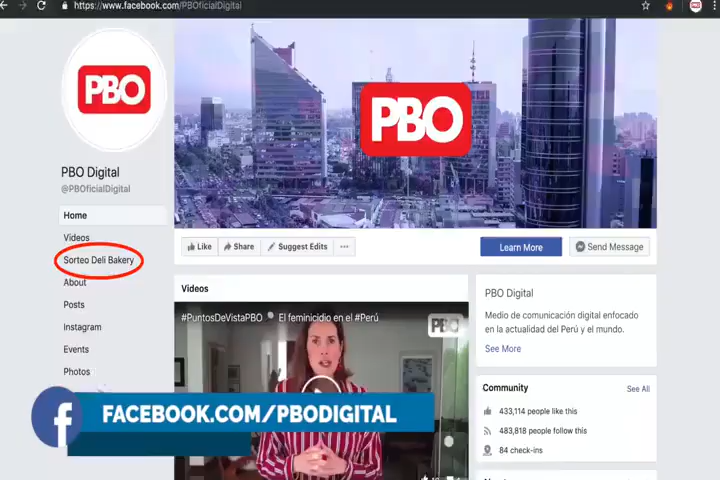 https://www.facebook.com/PBOficialDigital
PBO
PBO
PBO Digital
@PBOficialDigital
Home
Videos
Sorteo Deli Bakery
About
Posts
Instagram
Events
Photos
Like
Share
Suggest Edits
Learn More
Send Message
Videos
#PuntosDeVistaPBO El feminicidio en el #Perú
PBO
PBO Digital
Medio de comunicación digital enfocado
en la actualidad del Perú y el mundo.
See More
Community
See All
433,114 people like this
483,818 people follow this
84 check-ins
f
FACEBOOK.COM/PBODIGITAL